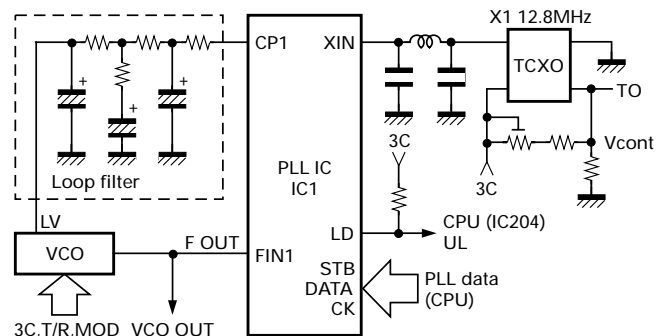 X1 12.8MHz
CP1
XIN
TCXO
TO
+
+
+
3C
Vcont
PLL IC
IC1
3C
Loop filter
LV
CPU (IC204)
UL
VCO
F OUT
FIN1
LD
STB
DATA
CK
PLL data
(CPU)
3C,T/R,MOD
VCO OUT